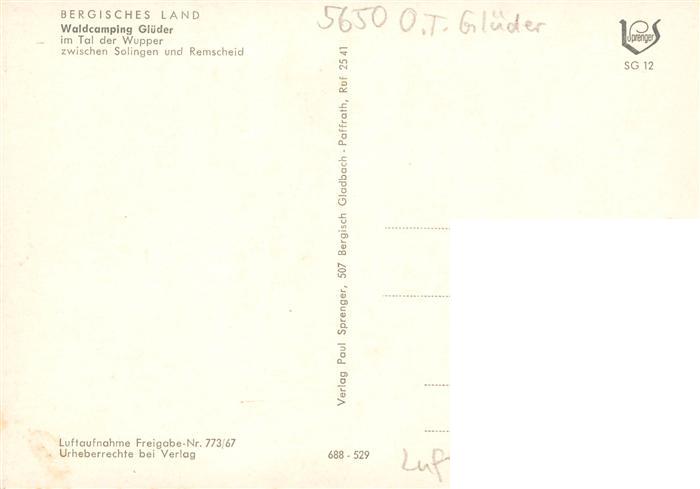 BERGISCHES LAND
Waldcamping Glüder
im Tal der Wupper
zwischen Solingen und Remscheid
5650 O.T. Glüder
Sprenger
SG 12
Verlag Paul Sprenger, 507 Bergisch Gladbach - Paffrath, Ruf 25 41
Luftaufnahme Freigabe-Nr. 773/67
Urheberrechte bei Verlag
688 - 529
Luf